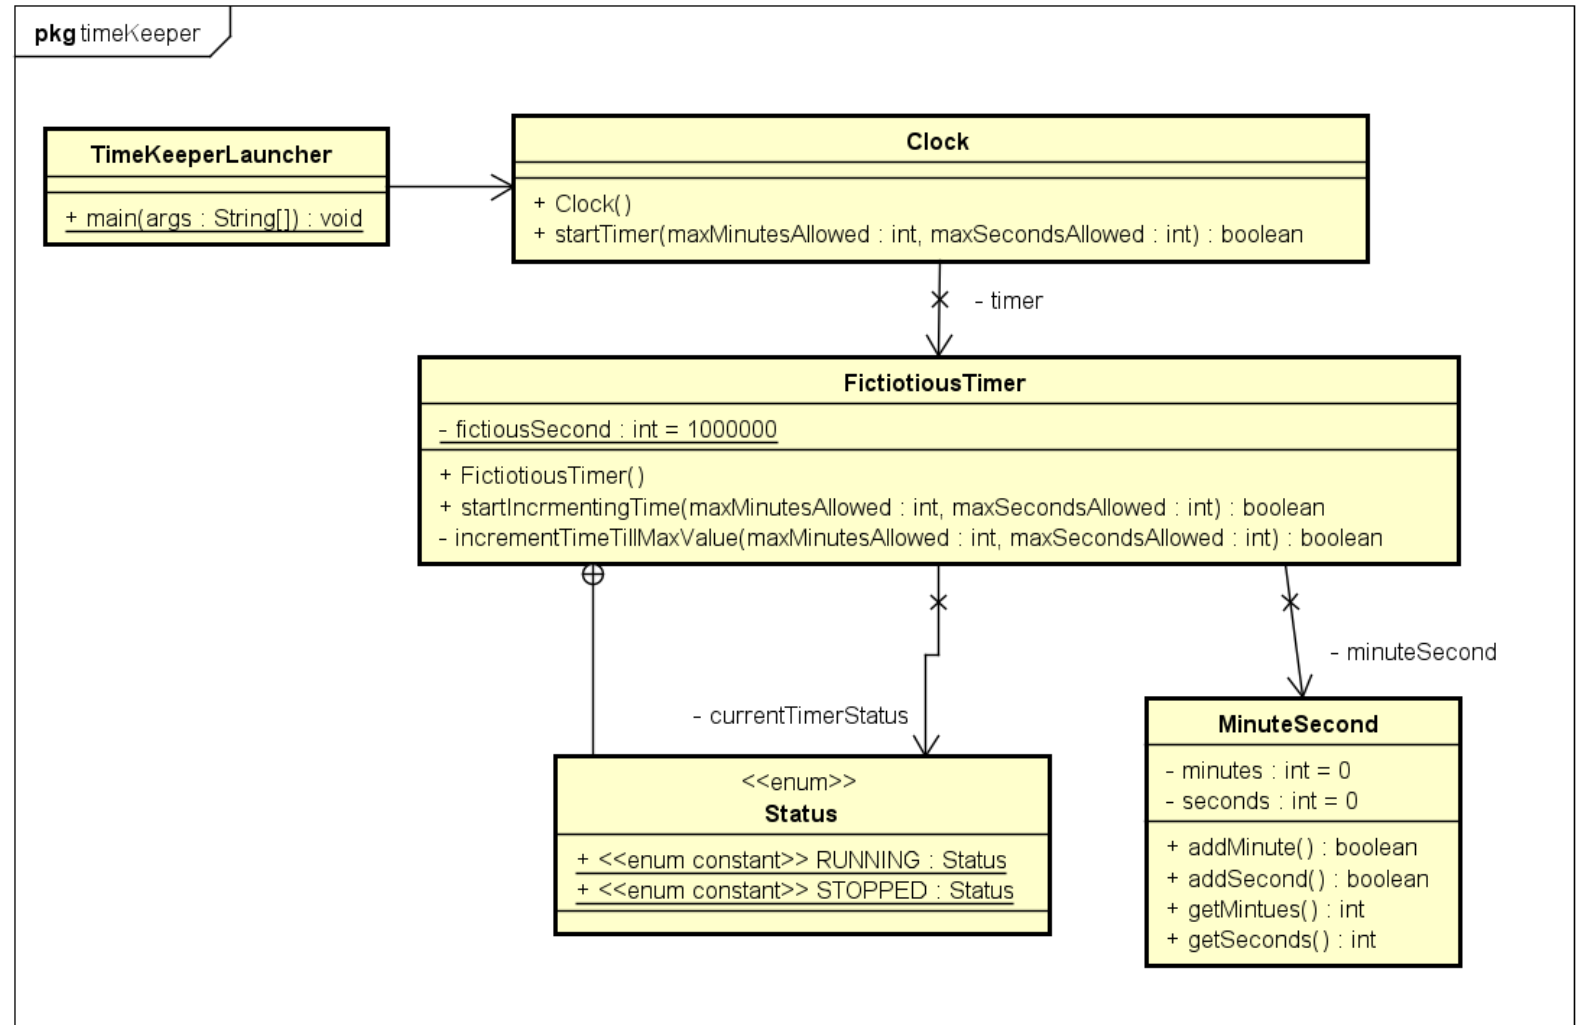 pkg timeKeeper
TimeKeeperLauncher
+ main(args : String[]) : void
Clock
+ Clock()
+ startTimer(maxMinutesAllowed : int, maxSecondsAllowed : int) : boolean
- timer
FictiotiousTimer
- fictiousSecond : int = 1000000
+ FictiotiousTimer()
+ startIncrmentingTime(maxMinutesAllowed : int, maxSecondsAllowed : int) : boolean
- incrementTimeTillMaxValue(maxMinutesAllowed : int, maxSecondsAllowed : int) : boolean
- minuteSecond
- currentTimerStatus
<<enum>>
Status
+ <<enum constant>> RUNNING : Status
+ <<enum constant>> STOPPED : Status
MinuteSecond
- minutes : int = 0
- seconds : int = 0
+ addMinute() : boolean
+ addSecond() : boolean
+ getMintues() : int
+ getSeconds() : int